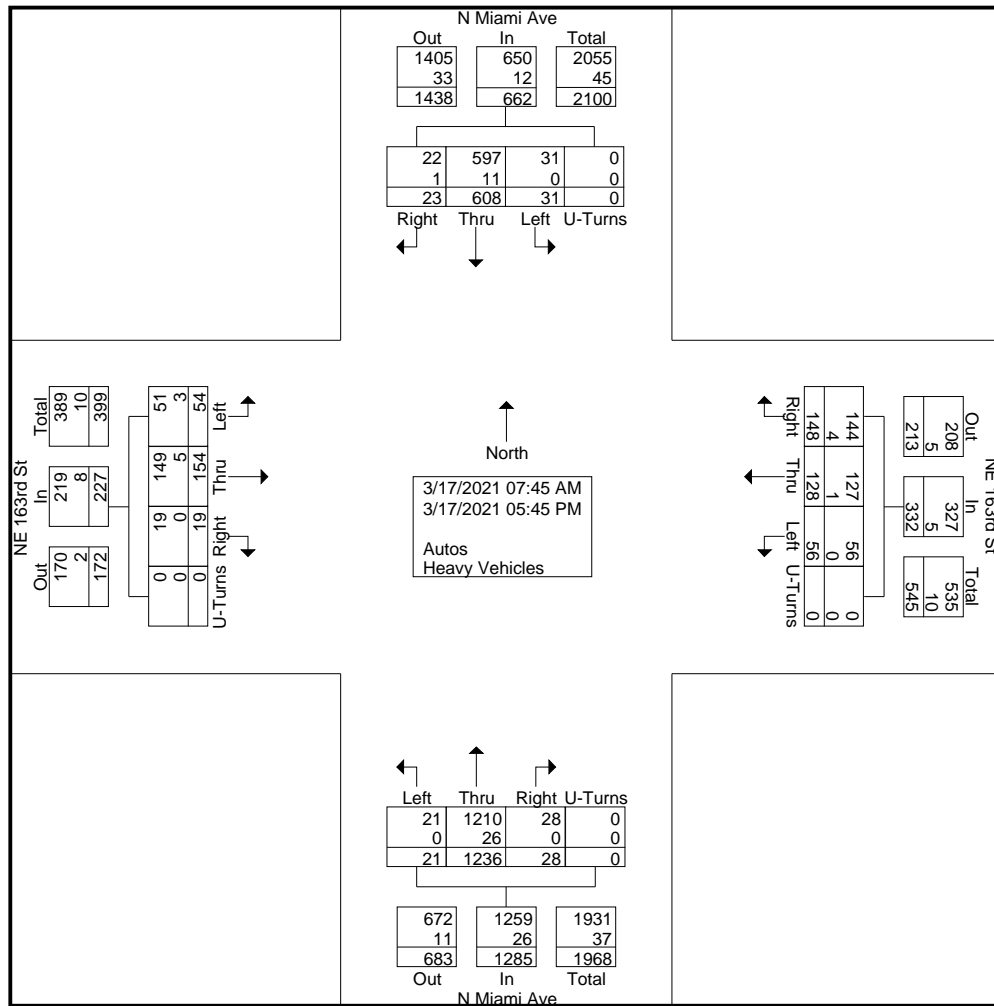 N Miami Ave
Out In Total
1405 650 2055
33 12 45
1438 662 2100
22 597 31 0
1 11 0 0
23 608 31 0
Right Thru Left U-Turns
NE 163rd St
Total
389
10
399
In
219
8
227
Out
170
2
172
51
3
54
Left
149
5
154
Thru
19
0
19
Right
0
0
0
U-Turns
North
3/17/2021 07:45 AM
3/17/2021 05:45 PM
Autos
Heavy Vehicles
Right
144
4
148
Thru
127
1
128
Left
56
0
56
U-Turns
0
0
0
Out
208
5
213
In
327
5
332
Total
535
10
545
NE 163rd St
Left Thru Right U-Turns
21 1210 28 0
0 26 0 0
21 1236 28 0
672 1259 1931
11 26 37
683 1285 1968
Out In Total
N Miami Ave